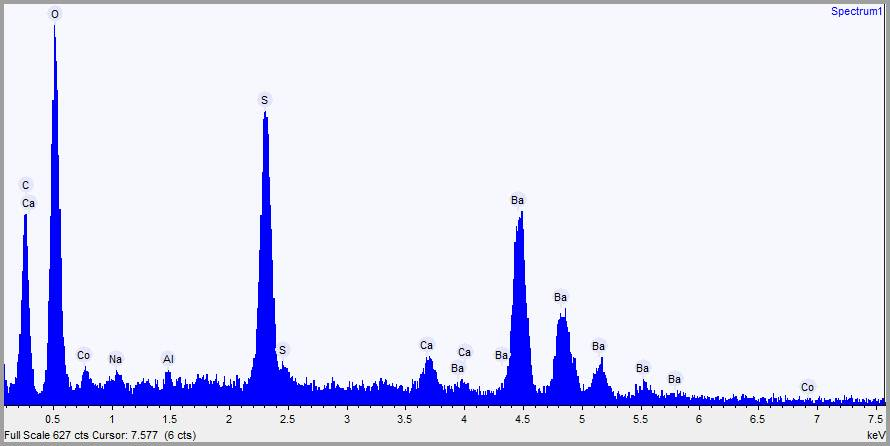 Spectrum1
O
S
C
Ca
Ba
Ba
Co
Na
Al
S
Ca
Ca
Ba
Ba
Ba
Ba
Ba
Co
0.5 1 1.5 2 2.5 3 3.5 4 4.5 5 5.5 6 6.5 7 7.5
Full Scale 627 cts Cursor: 7.577 (6 cts) keV